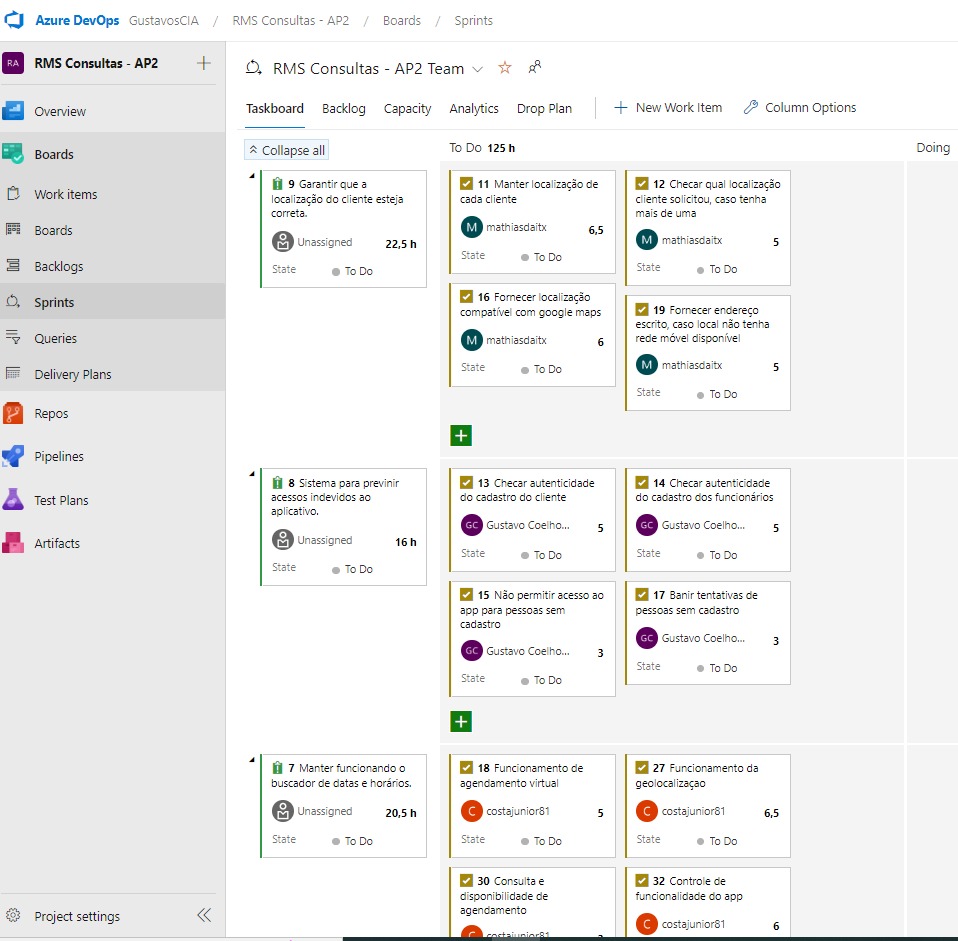 Azure DevOps GustavosCIA / RMS Consultas - AP2 / Boards / Sprints
RA RMS Consultas - AP2
Overview
Boards
Work items
Boards
Backlogs
Sprints
Queries
Delivery Plans
Repos
Pipelines
Test Plans
Artifacts
Project settings
RMS Consultas - AP2 Team
Taskboard Backlog Capacity Analytics Drop Plan New Work Item Column Options
Collapse all
To Do 125 h
Doing
9 Garantir que a
localização do cliente esteja
correta.
Unassigned 22,5 h
State To Do
11 Manter localização de
cada cliente
M mathiasdaitx 6,5
State To Do
12 Checar qual localização
cliente solicitou, caso tenha
mais de uma
M mathiasdaitx 5
State To Do
16 Fornecer localização
compatível com google maps
M mathiasdaitx 6
State To Do
19 Fornecer endereço
escrito, caso local não tenha
rede móvel disponível
M mathiasdaitx 5
State To Do
8 Sistema para previnir
acessos indevidos ao
aplicativo.
Unassigned 16 h
State To Do
13 Checar autenticidade
do cadastro do cliente
GC Gustavo Coelho... 5
State To Do
14 Checar autenticidade
do cadastro dos funcionários
GC Gustavo Coelho... 5
State To Do
15 Não permitir acesso ao
app para pessoas sem
cadastro
GC Gustavo Coelho... 3
State To Do
17 Banir tentativas de
pessoas sem cadastro
GC Gustavo Coelho... 3
State To Do
7 Manter funcionando o
buscador de datas e horários.
Unassigned 20,5 h
State To Do
18 Funcionamento de
agendamento virtual
C costajunior81 5
State To Do
27 Funcionamento da
geolocalizaçao
C costajunior81 6,5
State To Do
30 Consulta e
disponibilidade de
agendamento
C costajunior81
32 Controle de
funcionalidade do app
C costajunior81 6